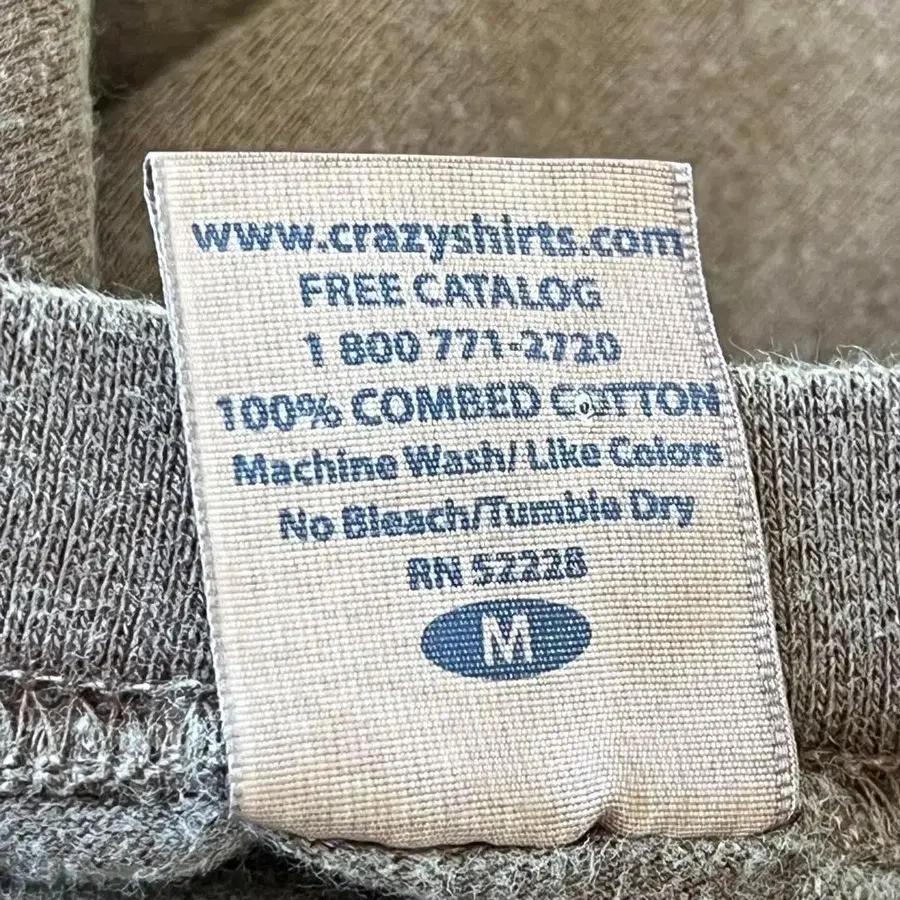 www.crazyshirts.com
FREE CATALOG
1 800 771-2720
100% COMBED COTTON
Machine Wash/ Like Colors
No Bleach/Tumble Dry
RN 52228
M